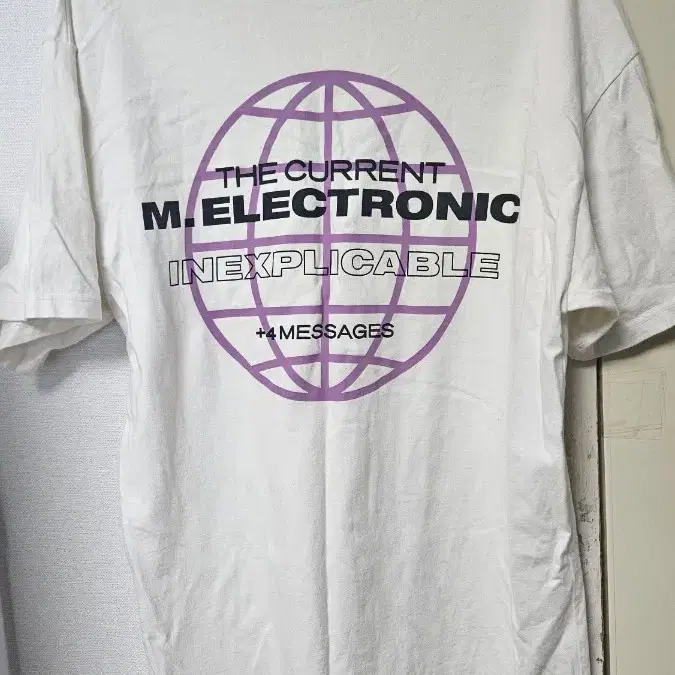 THE CURRENT
M.ELECTRONIC
INEXPLICABLE
+4 MESSAGES